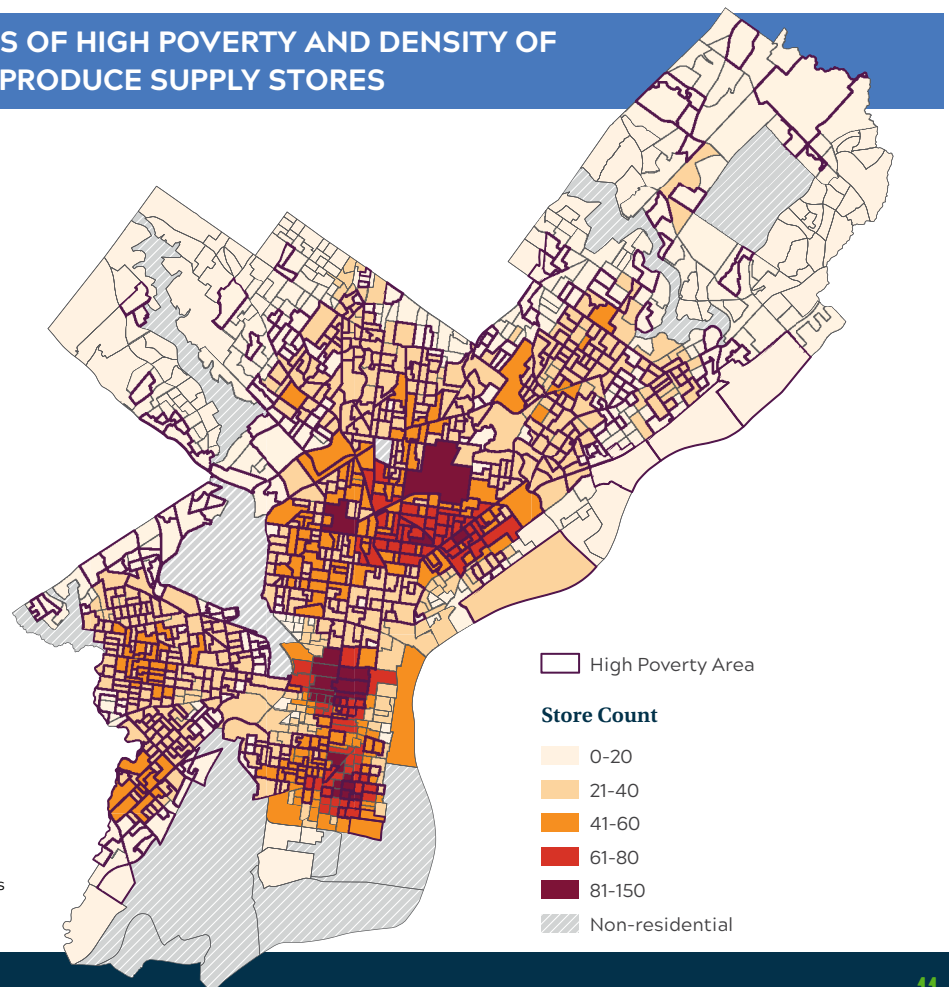 S OF HIGH POVERTY AND DENSITY OF
PRODUCE SUPPLY STORES
High Poverty Area
Store Count
0-20
21-40
41-60
61-80
81-150
Non-residential
s